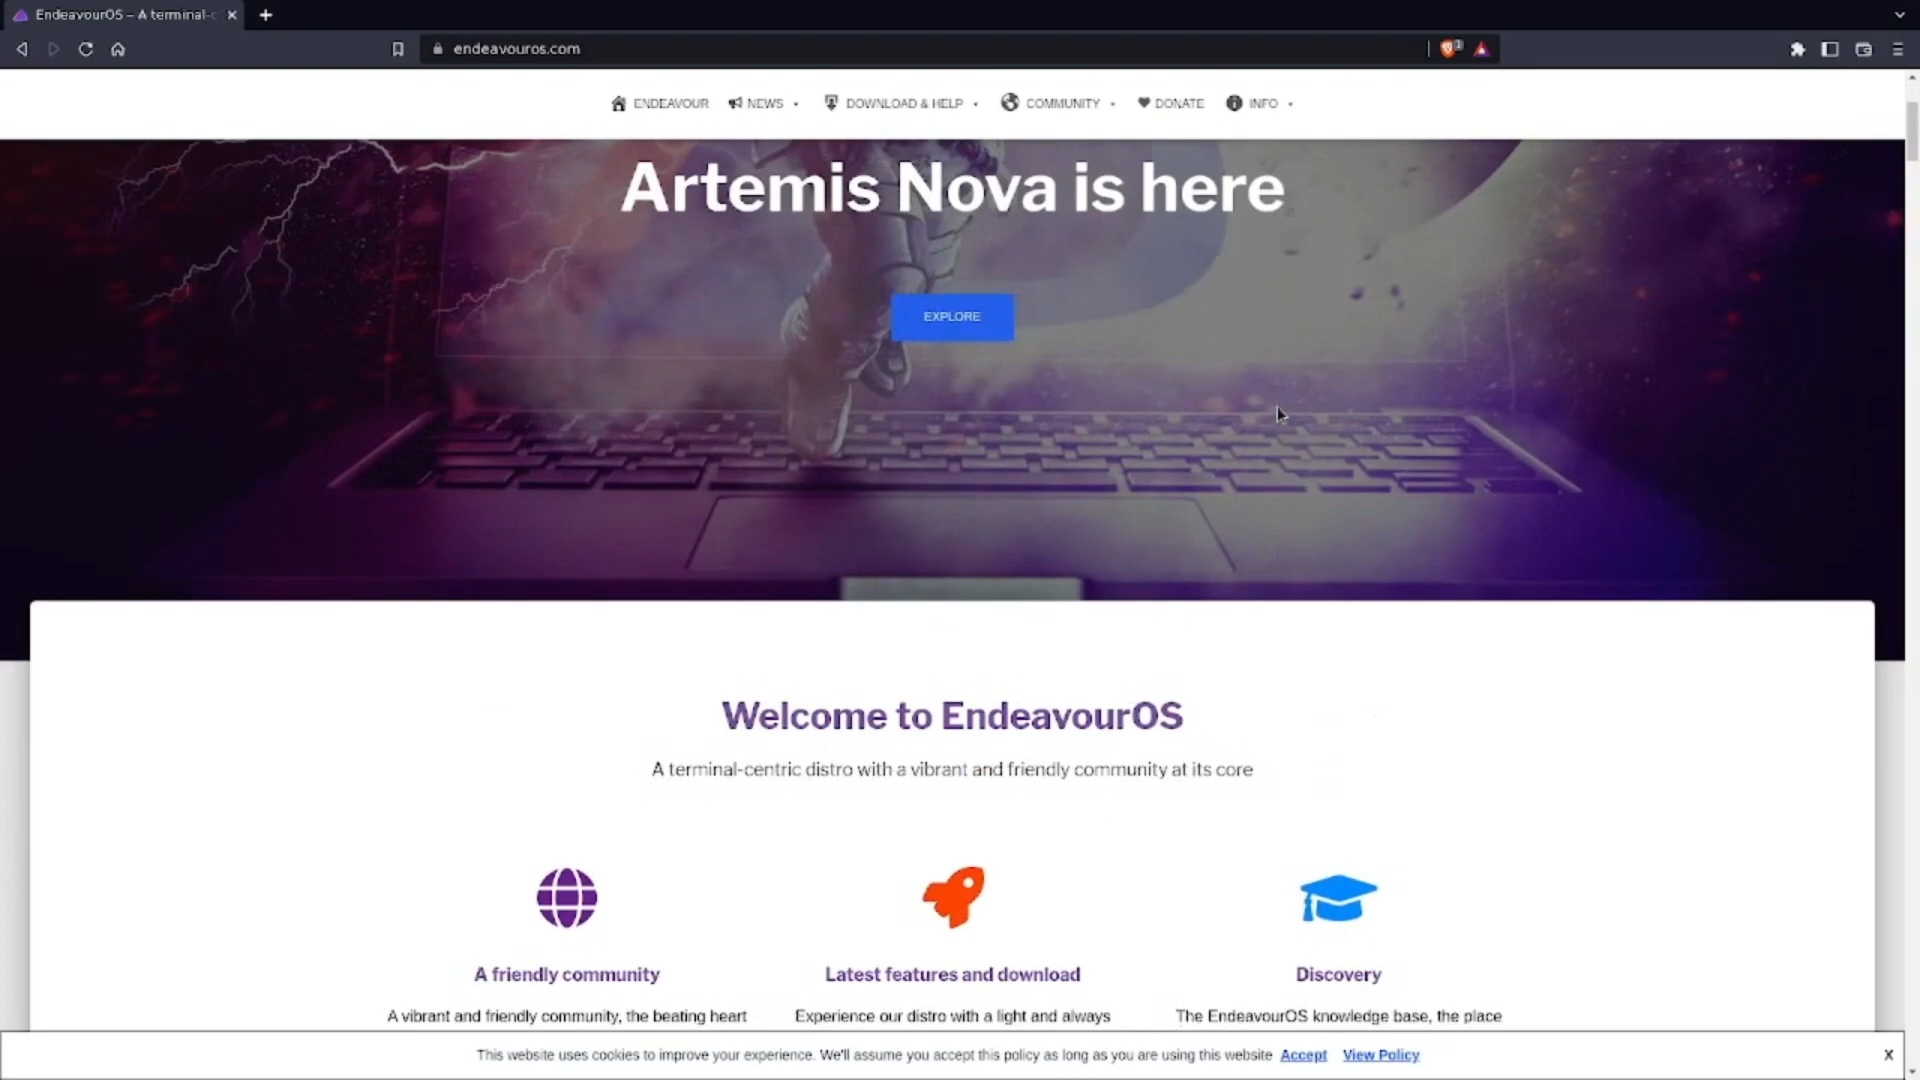 EndeavourOS – A terminal-c
endeavouros.com
1
ENDEAVOUR NEWS DOWNLOAD & HELP COMMUNITY DONATE INFO
Artemis Nova is here
EXPLORE
Welcome to EndeavourOS
A terminal-centric distro with a vibrant and friendly community at its core
A friendly community
Latest features and download
Discovery
A vibrant and friendly community, the beating heart
Experience our distro with a light and always
The EndeavourOS knowledge base, the place
This website uses cookies to improve your experience. We'll assume you accept this policy as long as you are using this website Accept View Policy
X